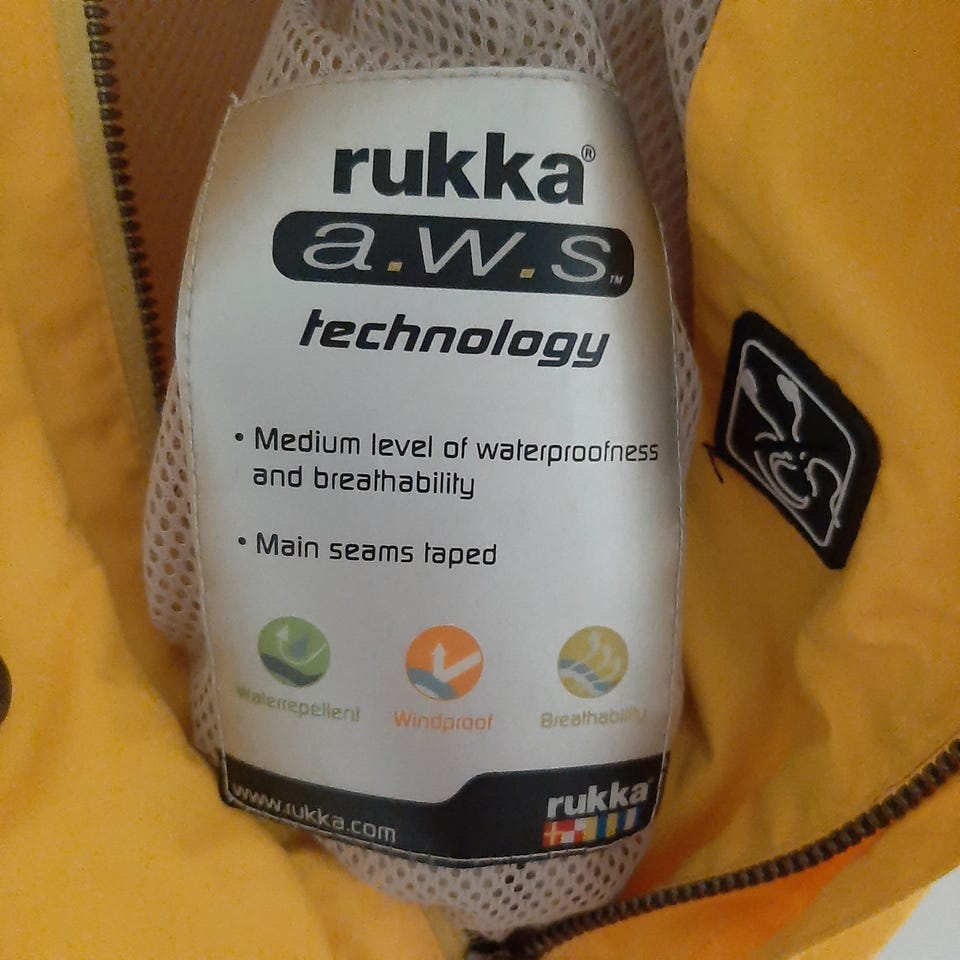 rukka®
a.w.s™
technology
• Medium level of waterproofness
and breathability
• Main seams taped
Waterrepellent
Windproof
Breathability
www.rukka.com
rukka®